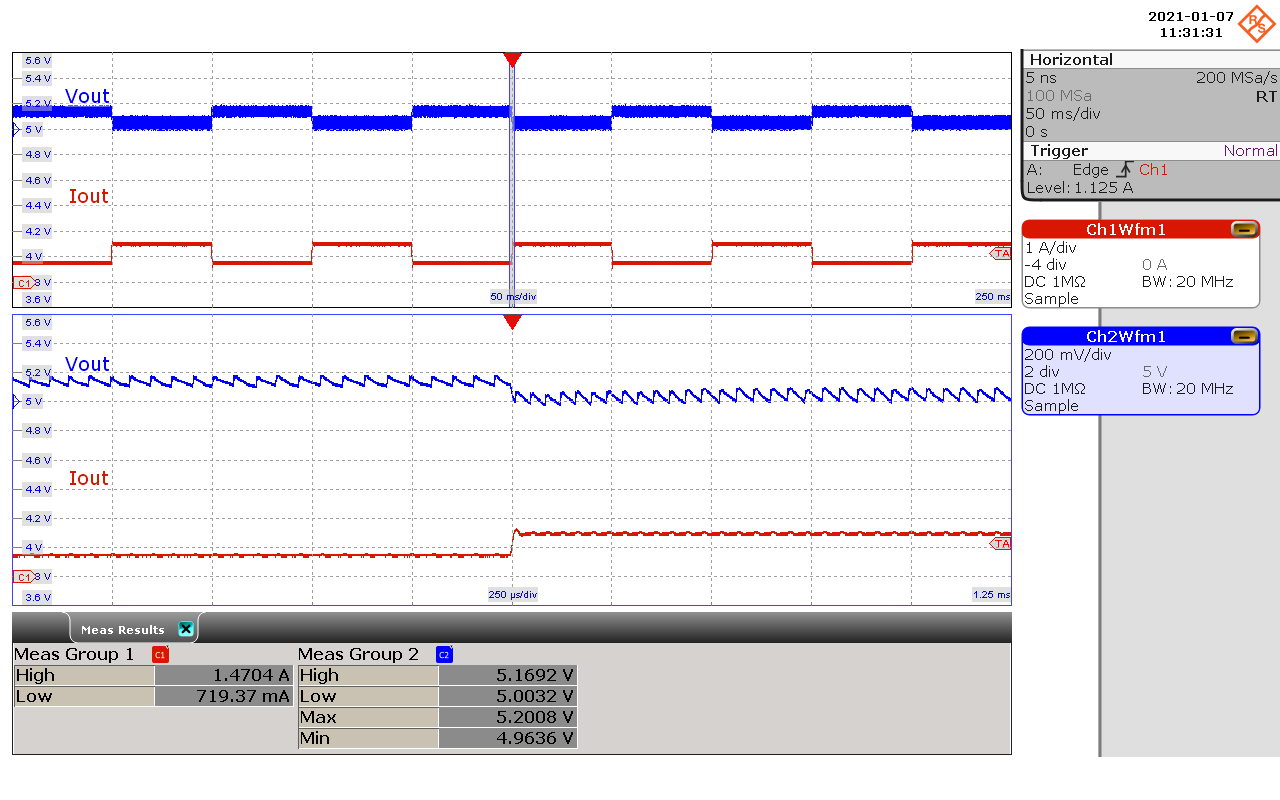 2021-01-07
11:31:31
R&S
5.6 V
5.4 V
5.2 V
Vout
5 V
4.8 V
4.6 V
Iout
4.4 V
4.2 V
4 V
TA
C1
3.8 V
3.6 V
50 ms/div
250 ms
5.6 V
5.4 V
5.2 V
Vout
5 V
4.8 V
4.6 V
Iout
4.4 V
4.2 V
4 V
TA
C1
3.8 V
3.6 V
250 µs/div
1.25 ms
Horizontal
5 ns 200 MSa/s
100 MSa RT
50 ms/div
0 s
Trigger Normal
A: Edge Ch1
Level: 1.125 A
Ch1Wfm1
1 A/div
-4 div 0 A
DC 1MΩ BW: 20 MHz
Sample
Ch2Wfm1
200 mV/div
2 div 5 V
DC 1MΩ BW: 20 MHz
Sample
Meas Results
Meas Group 1 C1
High 1.4704 A
Low 719.37 mA
Meas Group 2 C2
High 5.1692 V
Low 5.0032 V
Max 5.2008 V
Min 4.9636 V